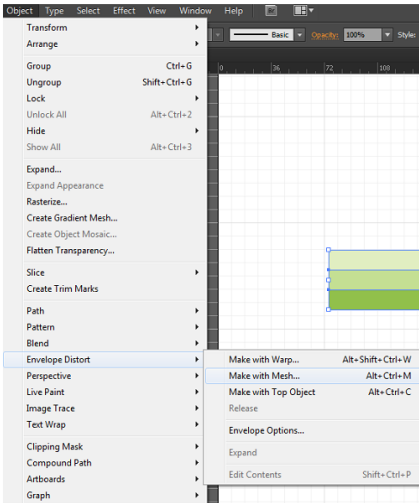 Object Type Select Effect View Window Help Br
Basic Opacity: 100% Style:
Transform
Arrange
Group Ctrl+G
Ungroup Shift+Ctrl+G
Lock
Unlock All Alt+Ctrl+2
Hide
Show All Alt+Ctrl+3
Expand...
Expand Appearance
Rasterize...
Create Gradient Mesh...
Create Object Mosaic...
Flatten Transparency...
Slice
Create Trim Marks
Path
Pattern
Blend
Envelope Distort
Perspective
Live Paint
Image Trace
Text Wrap
Clipping Mask
Compound Path
Artboards
Graph
0 36 72 108
Make with Warp... Alt+Shift+Ctrl+W
Make with Mesh... Alt+Ctrl+M
Make with Top Object Alt+Ctrl+C
Release
Envelope Options...
Expand
Edit Contents Shift+Ctrl+P